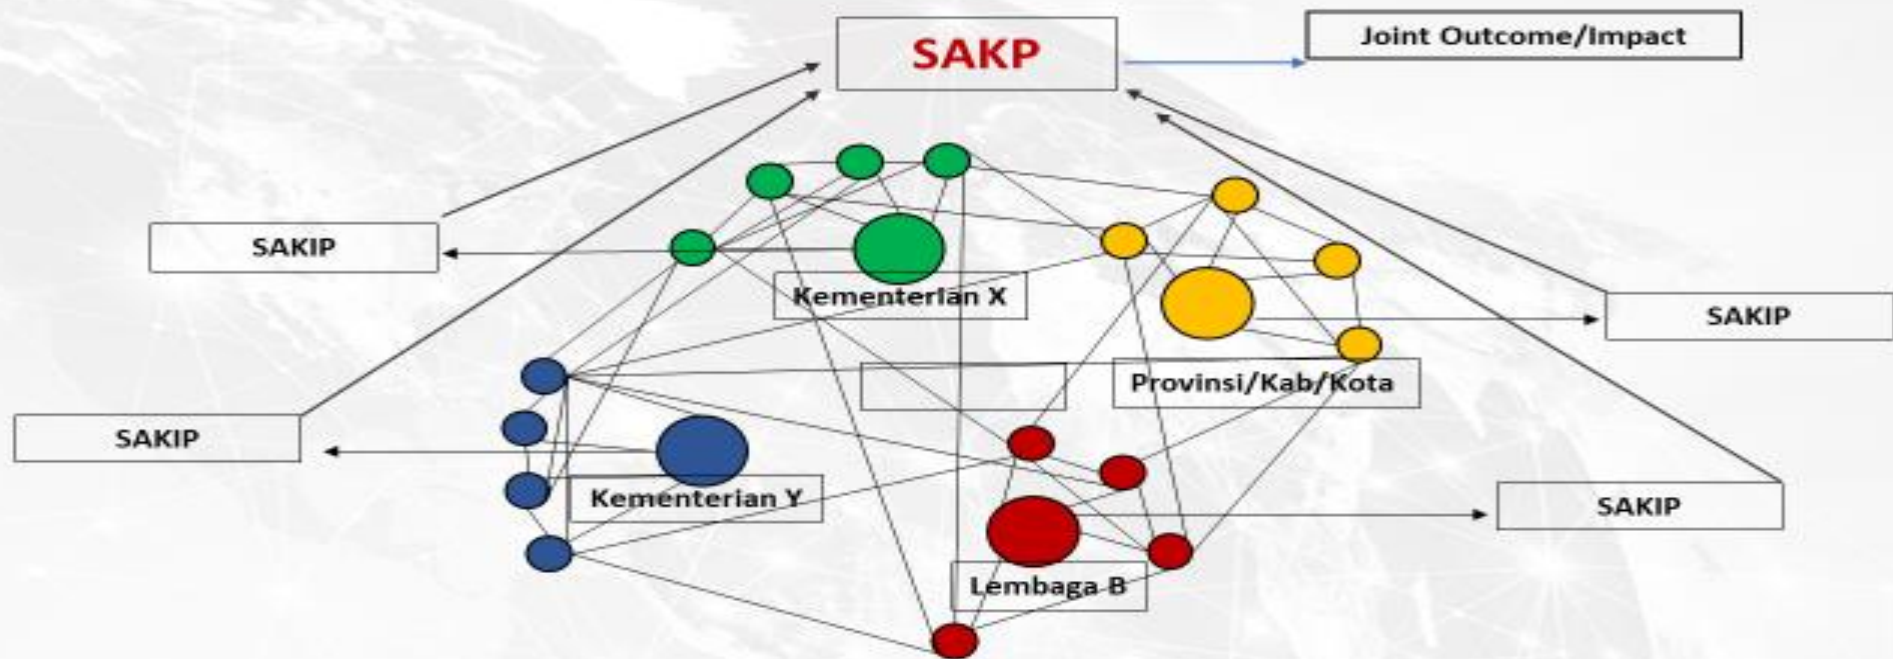 SAKP
Joint Outcome/Impact
SAKIP
Kementerian X
SAKIP
Provinsi/Kab/Kota
SAKIP
Kementerian Y
SAKIP
Lembaga B